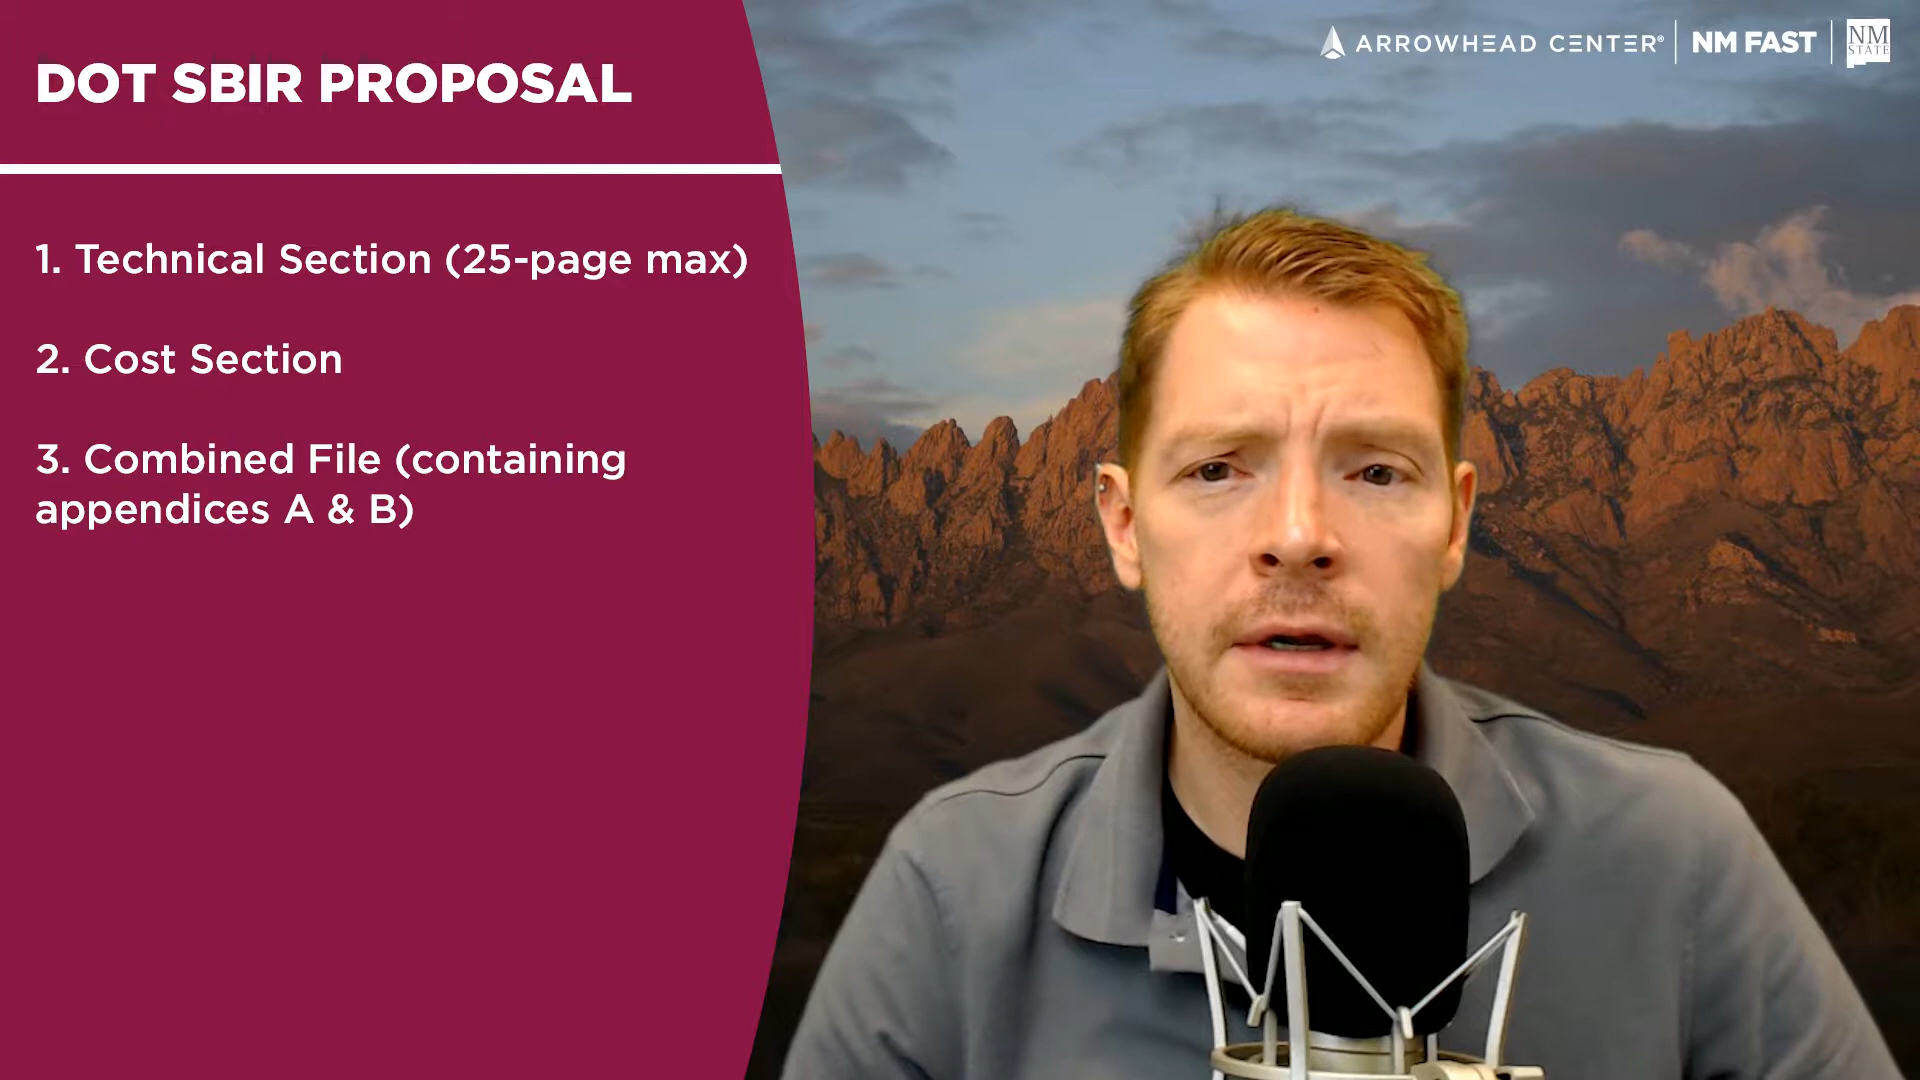 DOT SBIR PROPOSAL
ARROWHEAD CENTER® | NM FAST | NM STATE
1. Technical Section (25-page max)
2. Cost Section
3. Combined File (containing
appendices A & B)